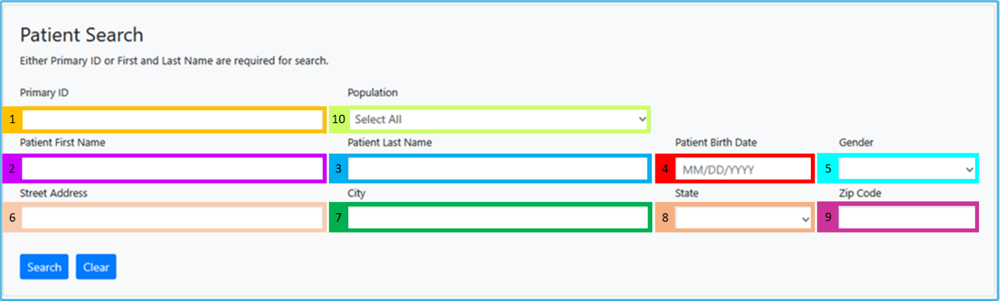 Patient Search
Either Primary ID or First and Last Name are required for search.
Primary ID Population
1 10 Select All
Patient First Name Patient Last Name Patient Birth Date Gender
2 3 4 MM/DD/YYYY 5
Street Address City State Zip Code
6 7 8 9
Search Clear